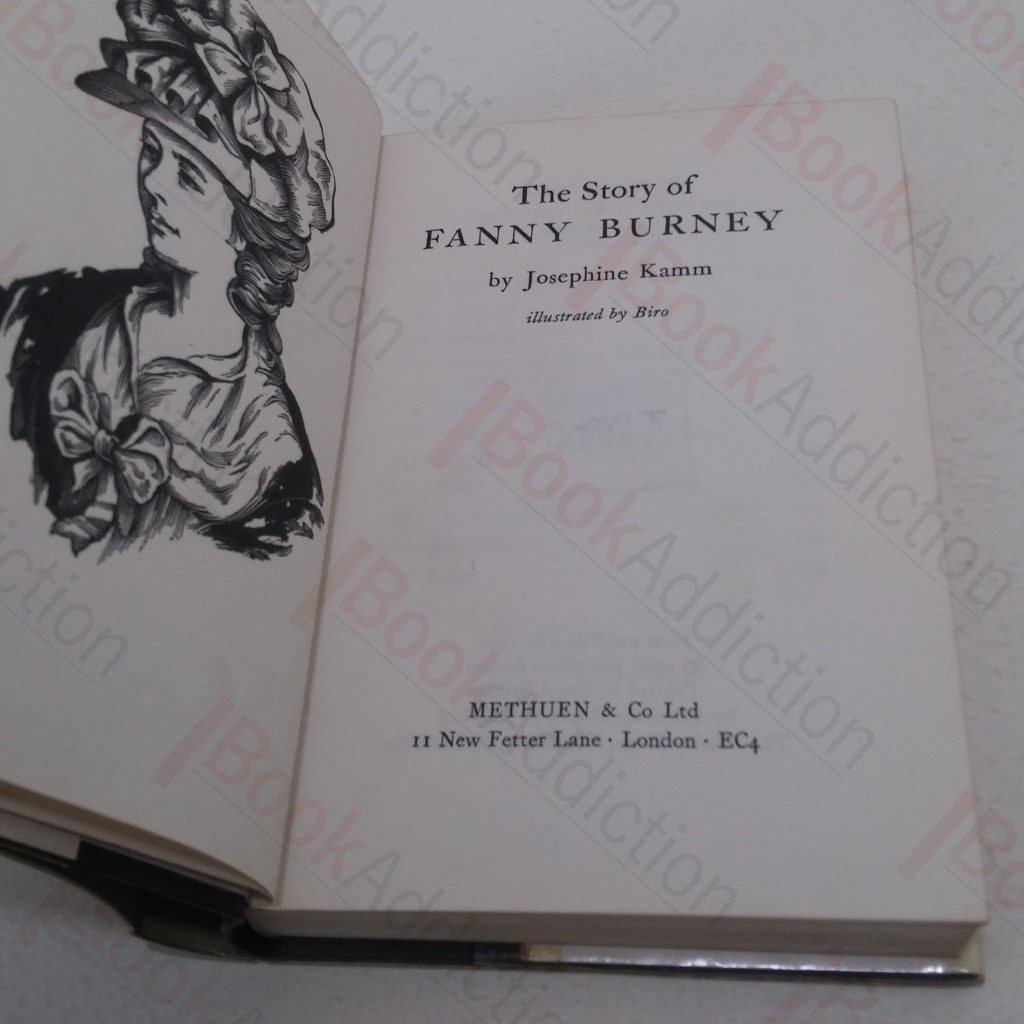 The Story of
FANNY BURNEY
by Josephine Kamm
illustrated by Biro
METHUEN & Co Ltd
11 New Fetter Lane · London · EC4
BookAddiction